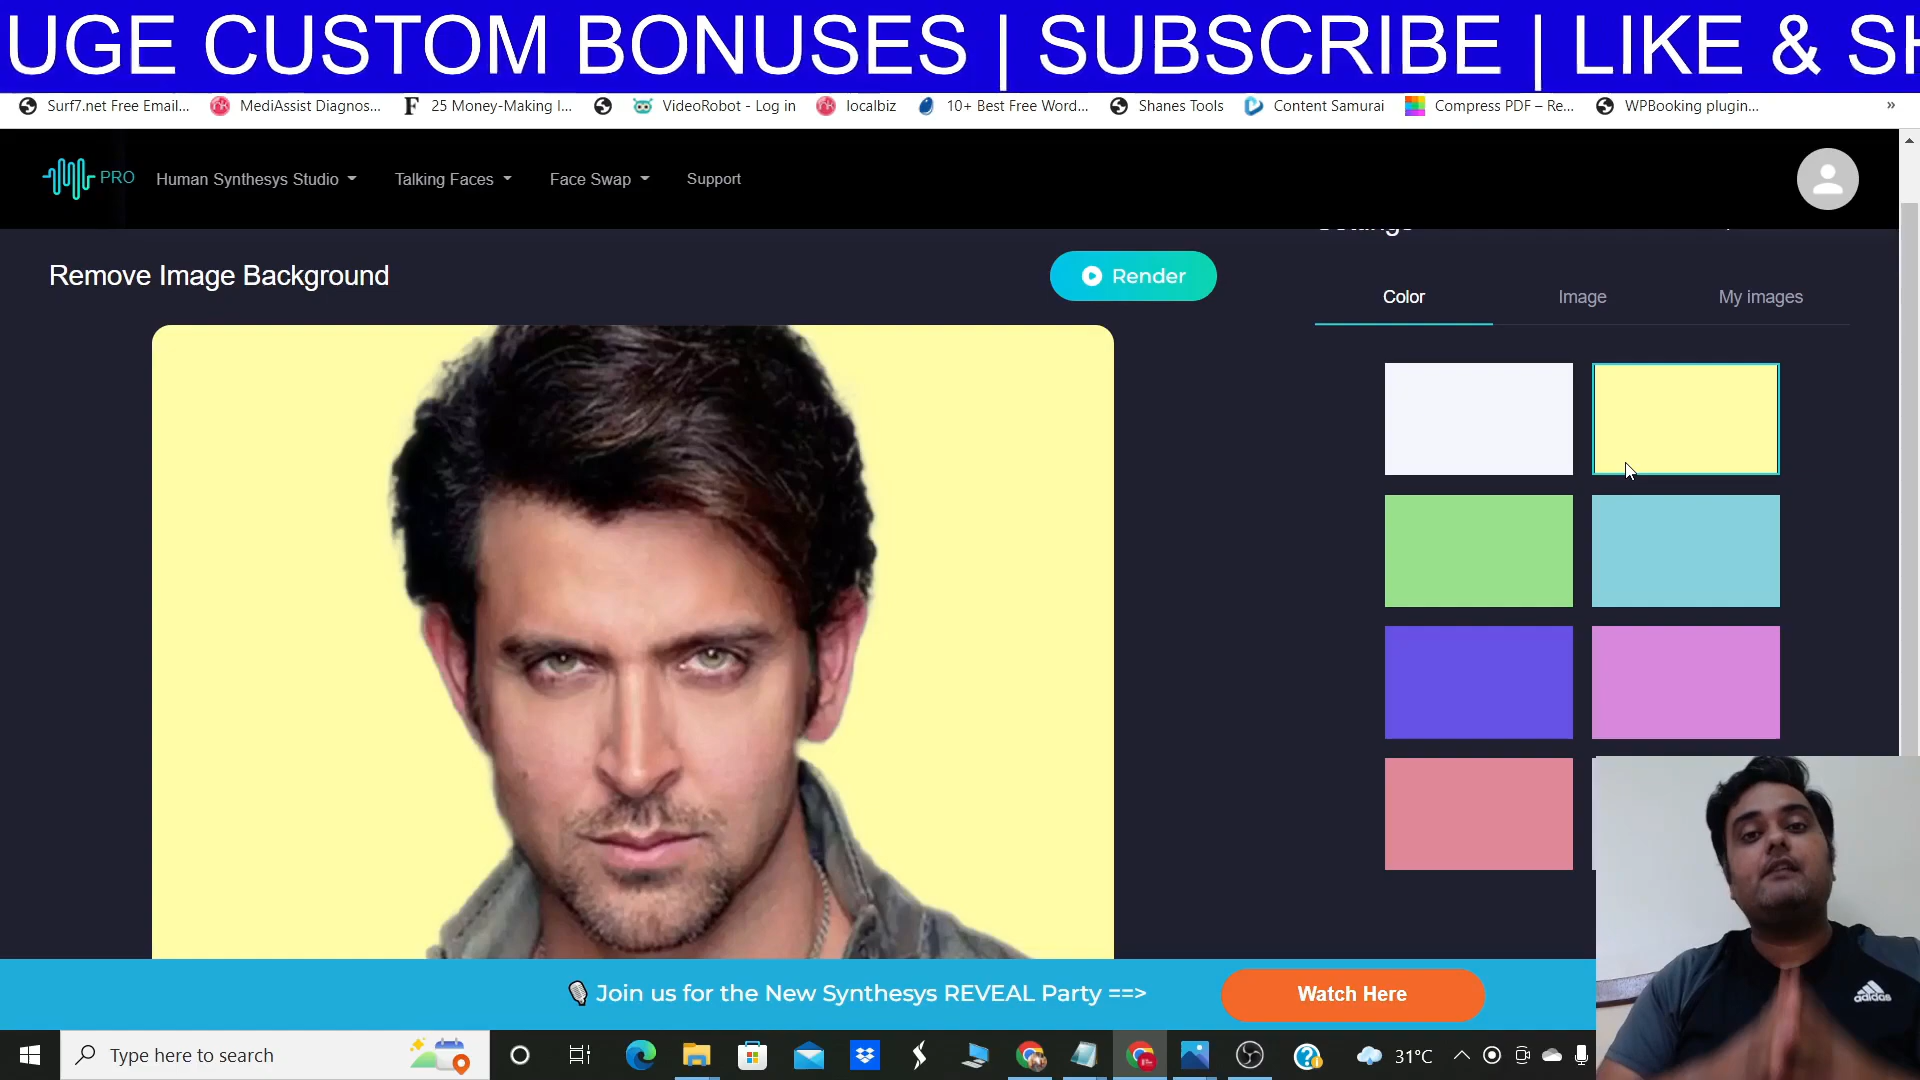 UGE CUSTOM BONUSES | SUBSCRIBE | LIKE & SH
Surf7.net Free Email... MediAssist Diagnos... 25 Money-Making I... VideoRobot - Log in localbiz 10+ Best Free Word... Shanes Tools Content Samurai Compress PDF – Re... WPBooking plugin... »
PRO Human Synthesys Studio Talking Faces Face Swap Support
Remove Image Background
Render
Color Image My images
Join us for the New Synthesys REVEAL Party ==>
Watch Here
adidas
Type here to search
31°C